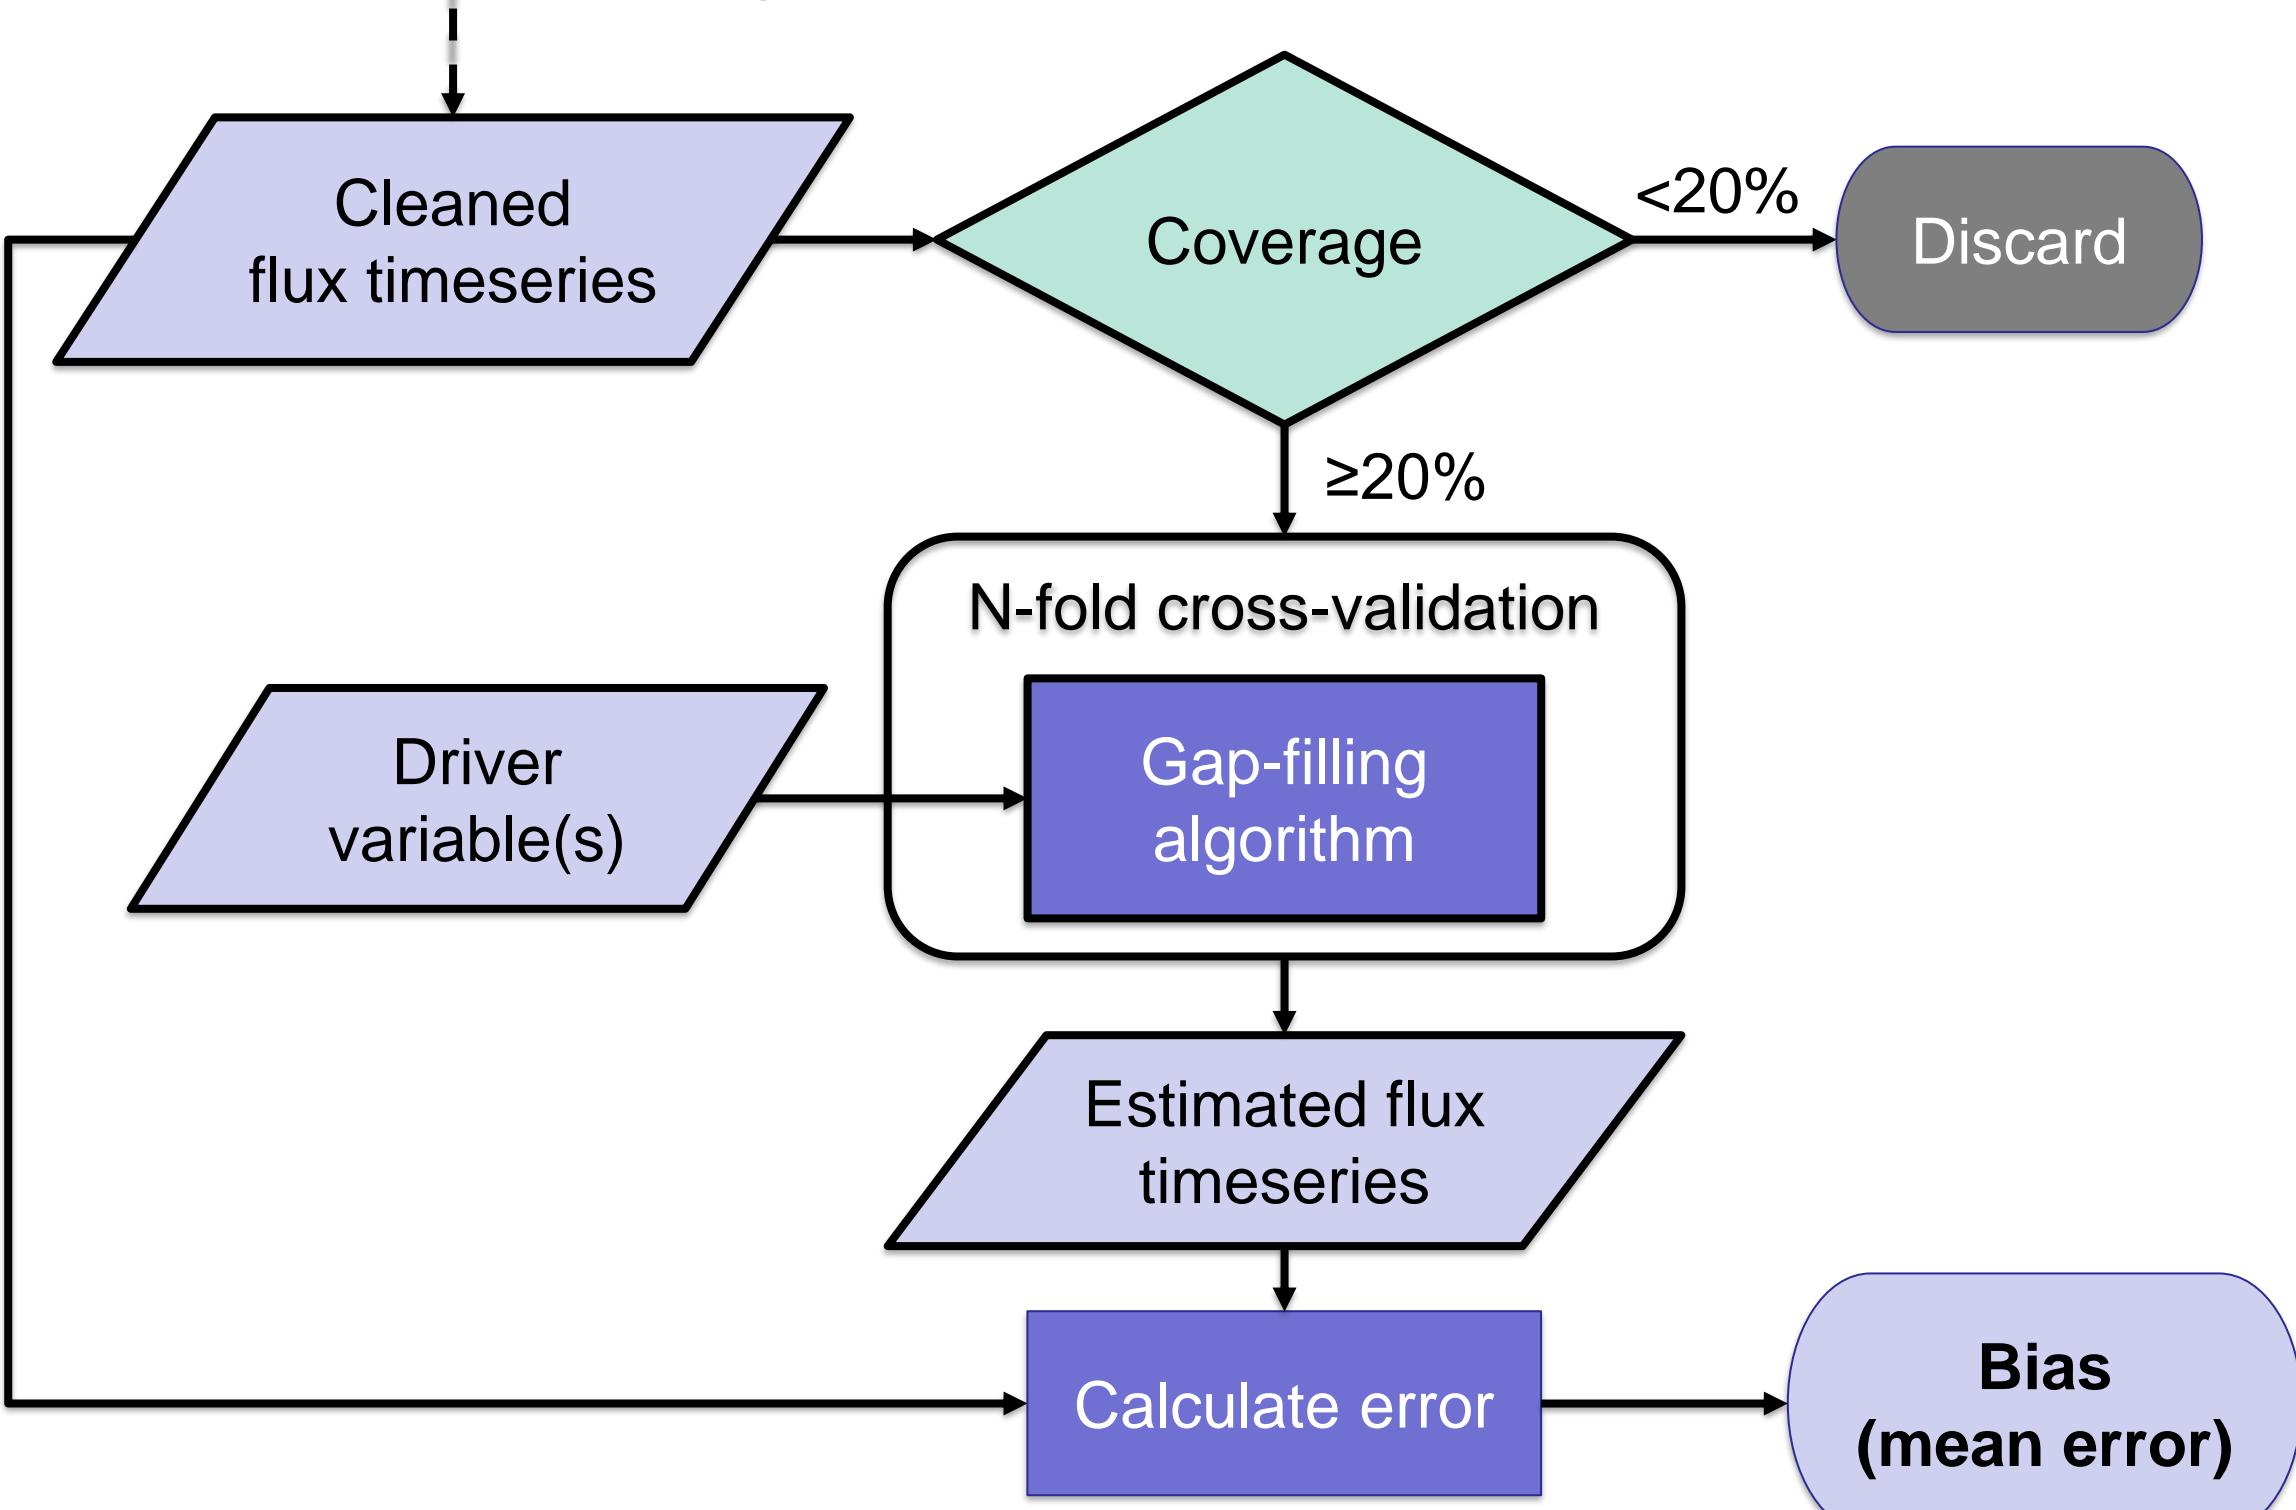 Cleaned
flux timeseries
Coverage
<20%
Discard
≥20%
N-fold cross-validation
Driver
variable(s)
Gap-filling
algorithm
Estimated flux
timeseries
Calculate error
Bias
(mean error)